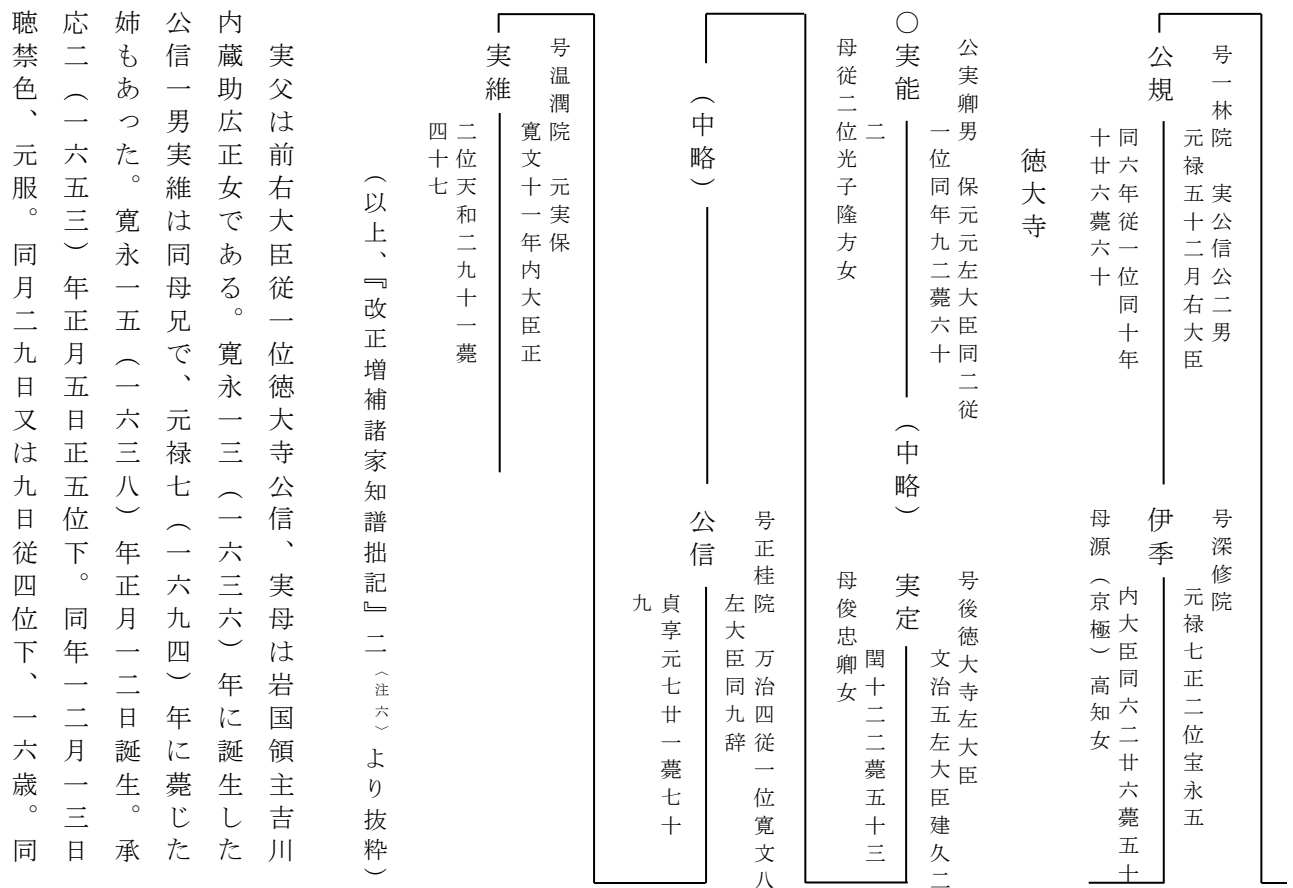 号一林院　実公信公二男
元禄五十二月右大臣
公規
同六年従一位同十年
十廿六薨六十
号深修院
元禄七正二位宝永五
伊季
内大臣同六二廿六薨五十
母源（京極）高知女
徳大寺
公実卿男　保元元左大臣同二従
一位同年九二薨六十
〇実能
二
母従二位光子隆方女
（中略）
号後徳大寺左大臣
文治五左大臣建久二
実定
閏十二二薨五十三
母俊忠卿女
（中略）
号正桂院　万治四従一位寛文八
左大臣同九辞
公信
貞享元七廿一薨七十
九
号温潤院　元実保
寛文十一年内大臣正
実維
二位天和二九十一薨
四十七
（以上、『改正増補諸家知譜拙記』二〈注六〉より抜粋）
実父は前右大臣従一位徳大寺公信、実母は岩国領主吉川
内蔵助広正女である。寛永一三（一六三六）年に誕生した
公信一男実維は同母兄で、元禄七（一六九四）年に薨じた
姉もあった。寛永一五（一六三八）年正月一二日誕生。承
応二（一六五三）年正月五日正五位下。同年一二月一三日
聴禁色、元服。同月二九日又は九日従四位下、一六歳。同